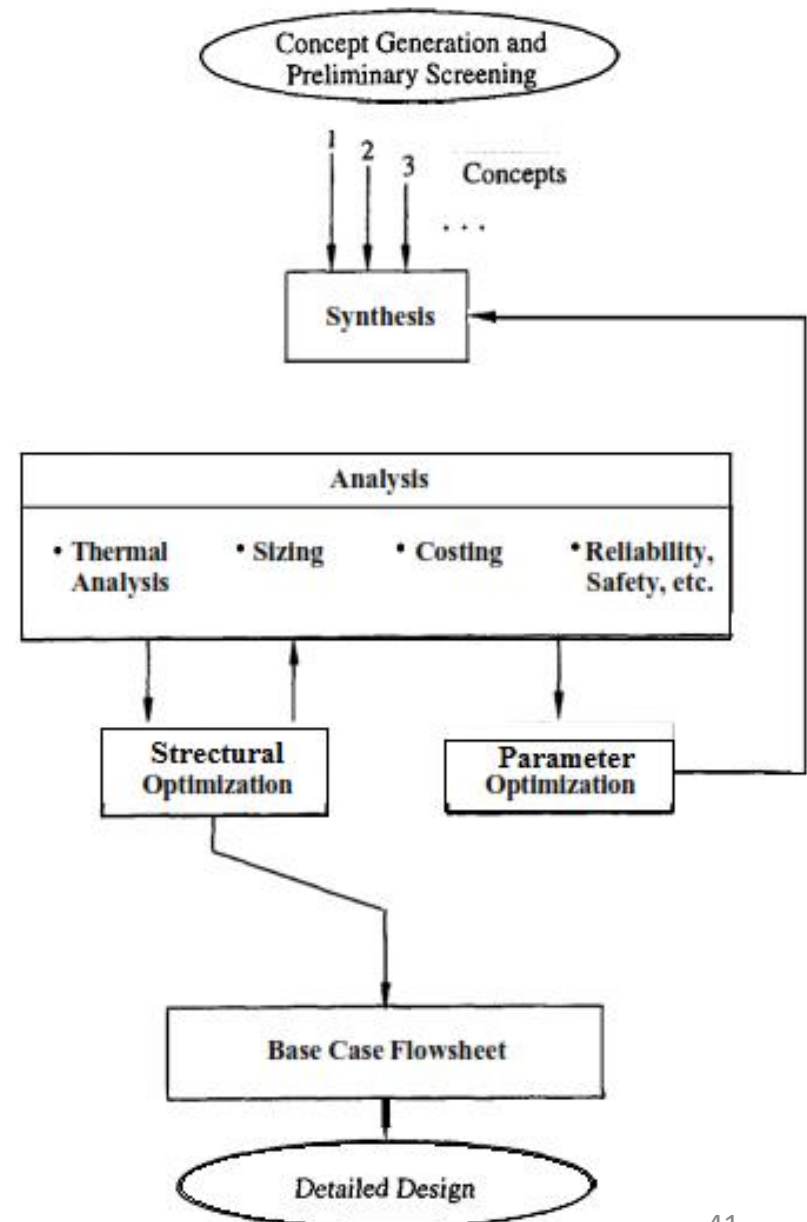 Concept Generation and
Preliminary Screening
1
2
3
Concepts
. . .
Synthesis
Analysis
• Thermal
Analysis
• Sizing
• Costing
• Reliability,
Safety, etc.
Strectural
Optimization
Parameter
Optimization
Base Case Flowsheet
Detailed Design
41